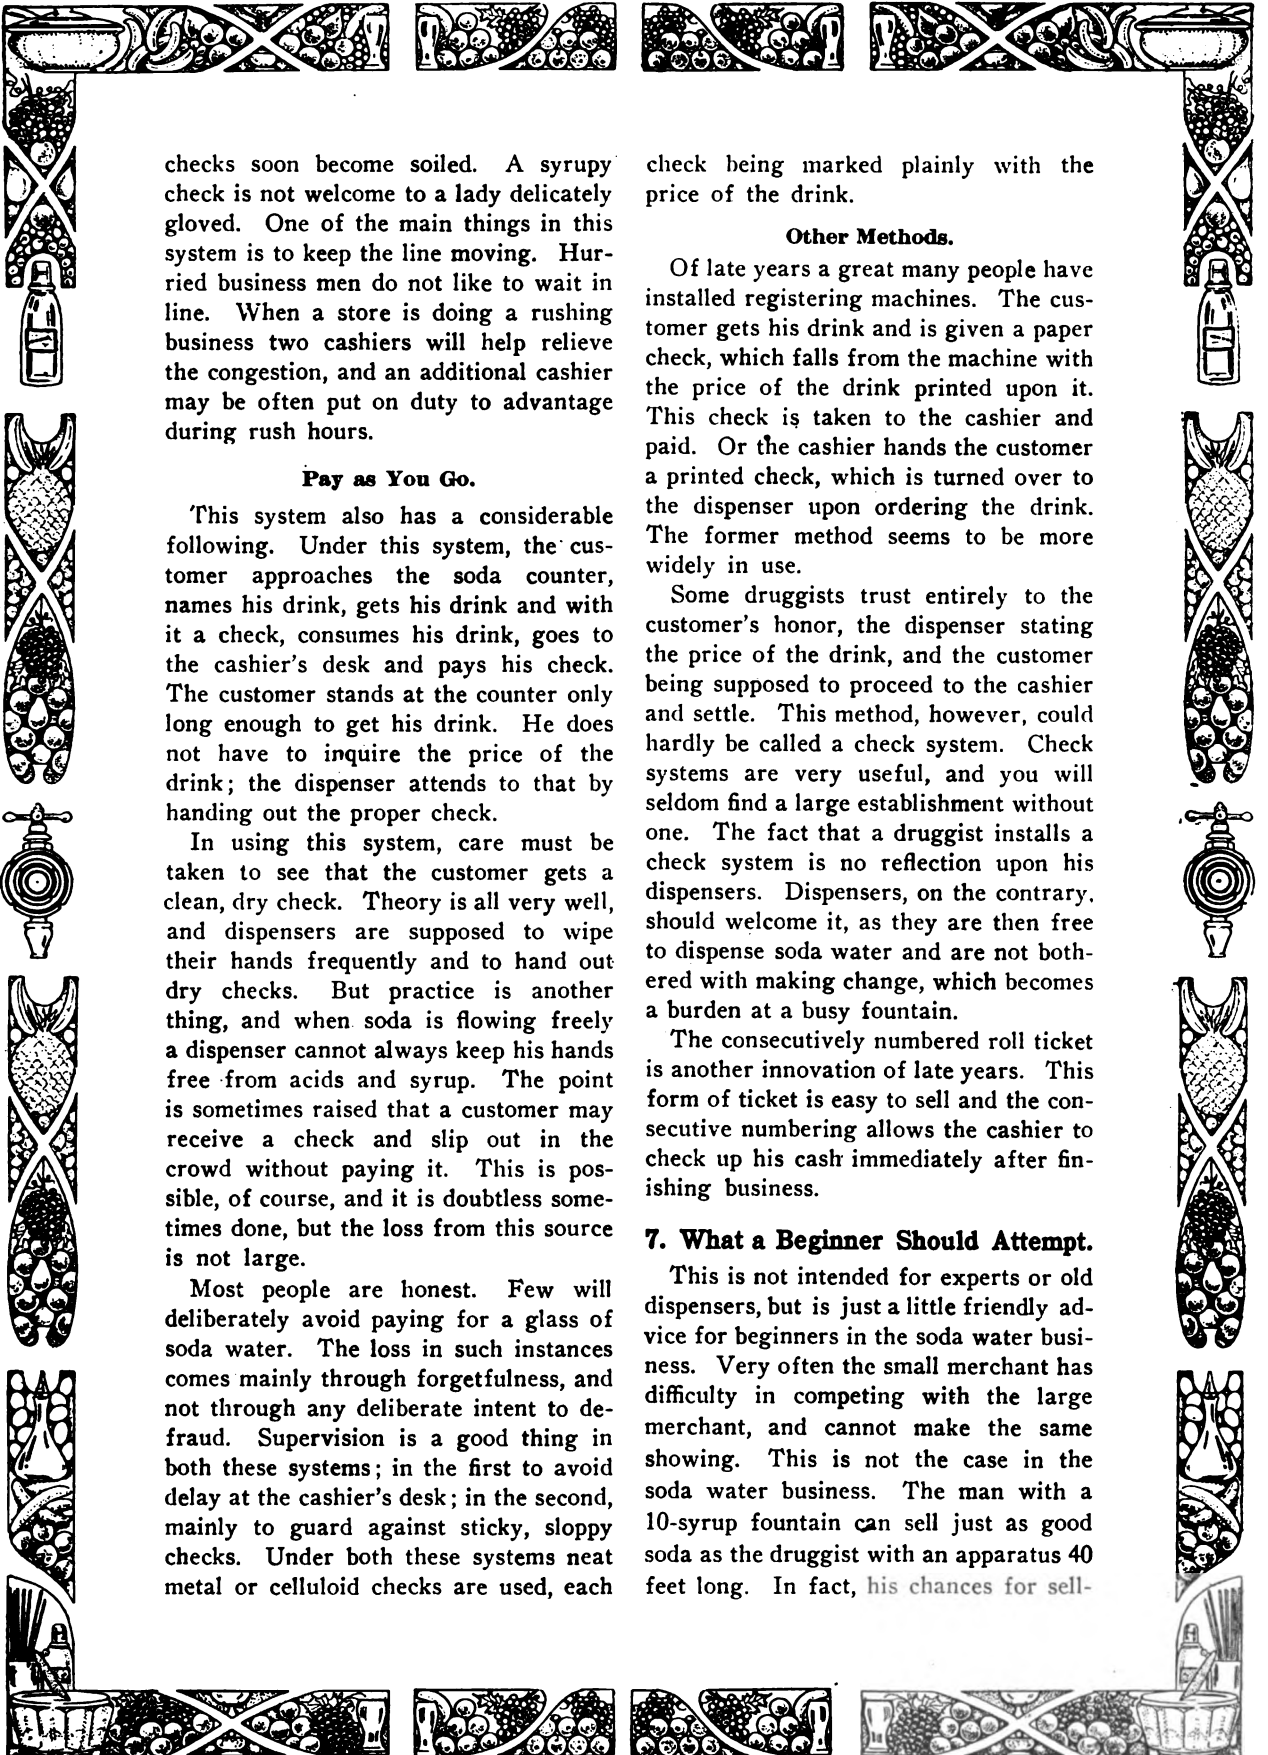 checks soon become soiled. A syrupy
check is not welcome to a lady delicately
gloved. One of the main things in this
system is to keep the line moving. Hur-
ried business men do not like to wait in
line. When a store is doing a rushing
business two cashiers will help relieve
the congestion, and an additional cashier
may be often put on duty to advantage
during rush hours.
Pay as You Go.
This system also has a considerable
following. Under this system, the cus-
tomer approaches the soda counter,
names his drink, gets his drink and with
it a check, consumes his drink, goes to
the cashier's desk and pays his check.
The customer stands at the counter only
long enough to get his drink. He does
not have to inquire the price of the
drink; the dispenser attends to that by
handing out the proper check.
In using this system, care must be
taken to see that the customer gets a
clean, dry check. Theory is all very well,
and dispensers are supposed to wipe
their hands frequently and to hand out
dry checks. But practice is another
thing, and when soda is flowing freely
a dispenser cannot always keep his hands
free from acids and syrup. The point
is sometimes raised that a customer may
receive a check and slip out in the
crowd without paying it. This is pos-
sible, of course, and it is doubtless some-
times done, but the loss from this source
is not large.
Most people are honest. Few will
deliberately avoid paying for a glass of
soda water. The loss in such instances
comes mainly through forgetfulness, and
not through any deliberate intent to de-
fraud. Supervision is a good thing in
both these systems; in the first to avoid
delay at the cashier's desk; in the second,
mainly to guard against sticky, sloppy
checks. Under both these systems neat
metal or celluloid checks are used, each
check being marked plainly with the
price of the drink.
Other Methods.
Of late years a great many people have
installed registering machines. The cus-
tomer gets his drink and is given a paper
check, which falls from the machine with
the price of the drink printed upon it.
This check is taken to the cashier and
paid. Or the cashier hands the customer
a printed check, which is turned over to
the dispenser upon ordering the drink.
The former method seems to be more
widely in use.
Some druggists trust entirely to the
customer's honor, the dispenser stating
the price of the drink, and the customer
being supposed to proceed to the cashier
and settle. This method, however, could
hardly be called a check system. Check
systems are very useful, and you will
seldom find a large establishment without
one. The fact that a druggist installs a
check system is no reflection upon his
dispensers. Dispensers, on the contrary,
should welcome it, as they are then free
to dispense soda water and are not both-
ered with making change, which becomes
a burden at a busy fountain.
The consecutively numbered roll ticket
is another innovation of late years. This
form of ticket is easy to sell and the con-
secutive numbering allows the cashier to
check up his cash immediately after fin-
ishing business.
7. What a Beginner Should Attempt.
This is not intended for experts or old
dispensers, but is just a little friendly ad-
vice for beginners in the soda water busi-
ness. Very often the small merchant has
difficulty in competing with the large
merchant, and cannot make the same
showing. This is not the case in the
soda water business. The man with a
10-syrup fountain can sell just as good
soda as the druggist with an apparatus 40
feet long. In fact, his chances for sell-